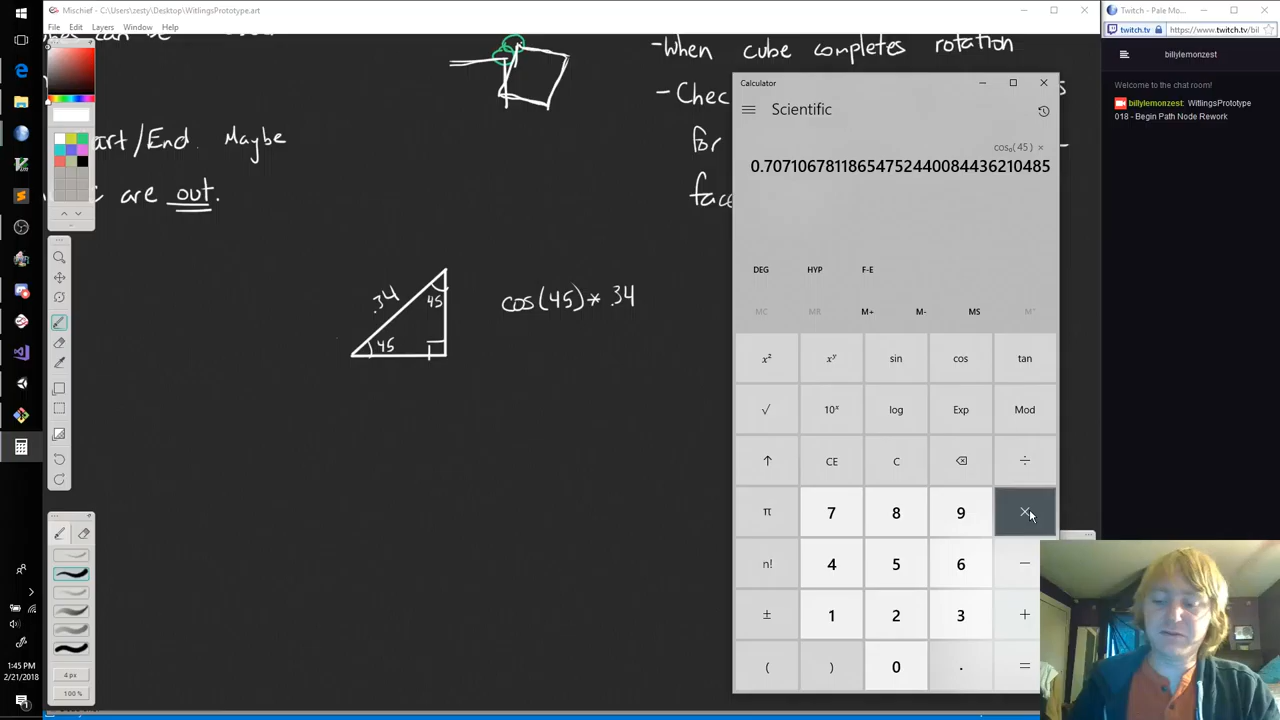 Mischief - C:\Users\zesty\Desktop\WitlingsPrototype.art
File Edit Layers Window Help
-When cube completes rotation
- Chec
for
face
art/End. Maybe
are out.
.34
45
45
cos(45)* .34
4 px
100 %
Calculator
Scientific
cos₀(45) ×
0.70710678118654752440084436210485
DEG HYP F-E
MC MR M+ M- MS M˅
x² xʸ sin cos tan
√ 10ˣ log Exp Mod
↑ CE C ⌫ ÷
π 7 8 9 ×
n! 4 5 6 −
± 1 2 3 +
( ) 0 . =
Twitch - Pale Mo...
twitch.tv https://www.twitch.tv/bil
billylemonzest
Welcome to the chat room!
billylemonzest: WitlingsPrototype
018 - Begin Path Node Rework
1:45 PM
2/21/2018